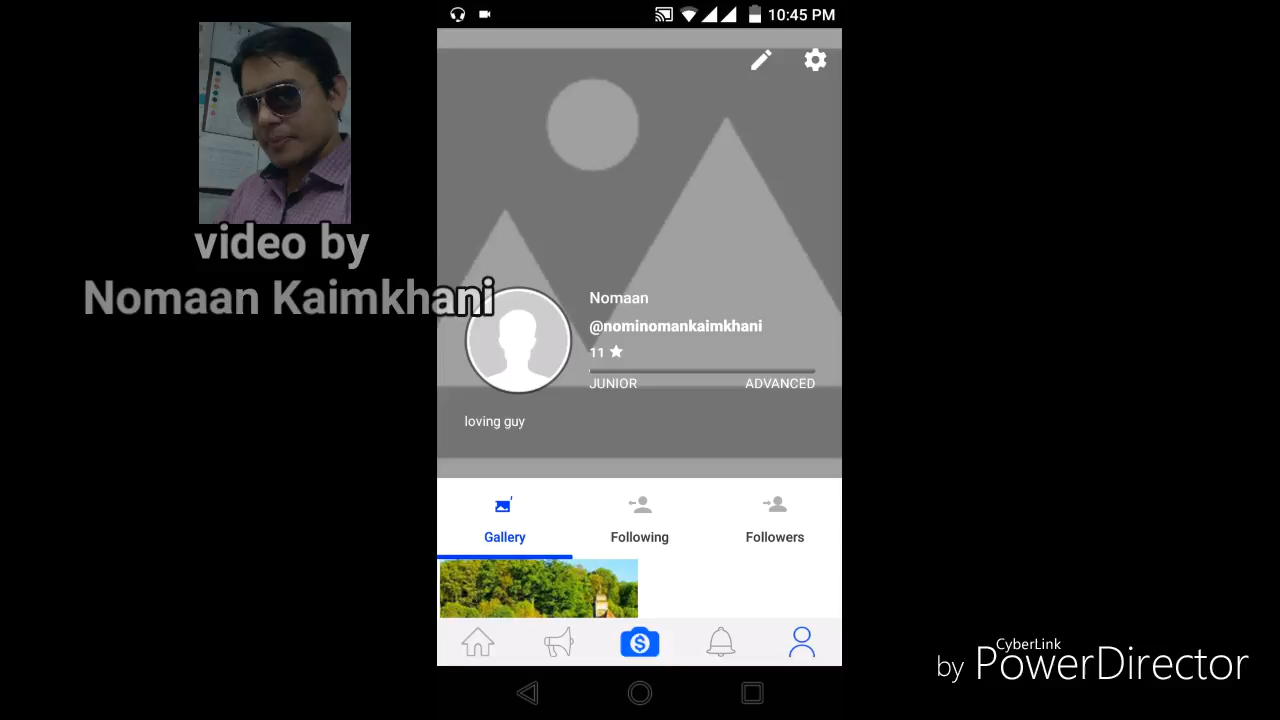 10:45 PM
video by
Nomaan Kaimkhani
Nomaan
@nominomankaimkhani
11
JUNIOR ADVANCED
loving guy
Gallery Following Followers
CyberLink
by PowerDirector